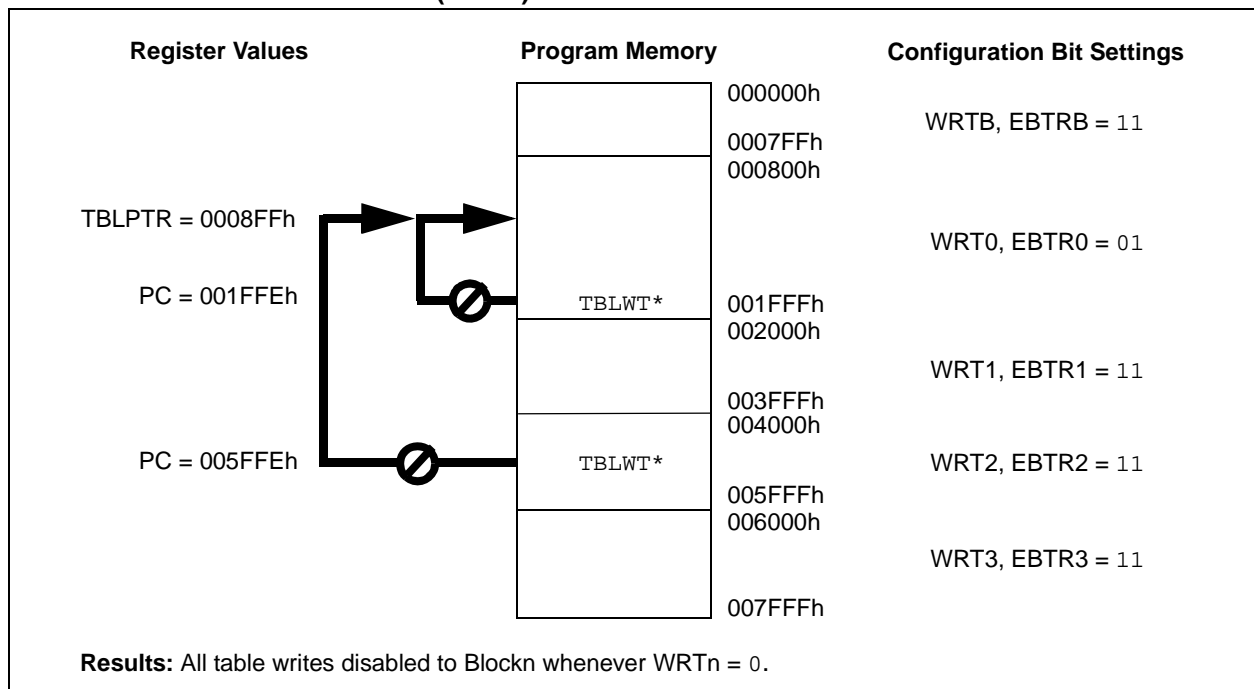 Register Values Program Memory Configuration Bit Settings
000000h
WRTB, EBTRB = 11
0007FFh
000800h
TBLPTR = 0008FFh
WRT0, EBTR0 = 01
PC = 001FFEh
TBLWT*
001FFFh
002000h
WRT1, EBTR1 = 11
003FFFh
004000h
PC = 005FFEh
TBLWT*
WRT2, EBTR2 = 11
005FFFh
006000h
WRT3, EBTR3 = 11
007FFFh
Results: All table writes disabled to Blockn whenever WRTn = 0.